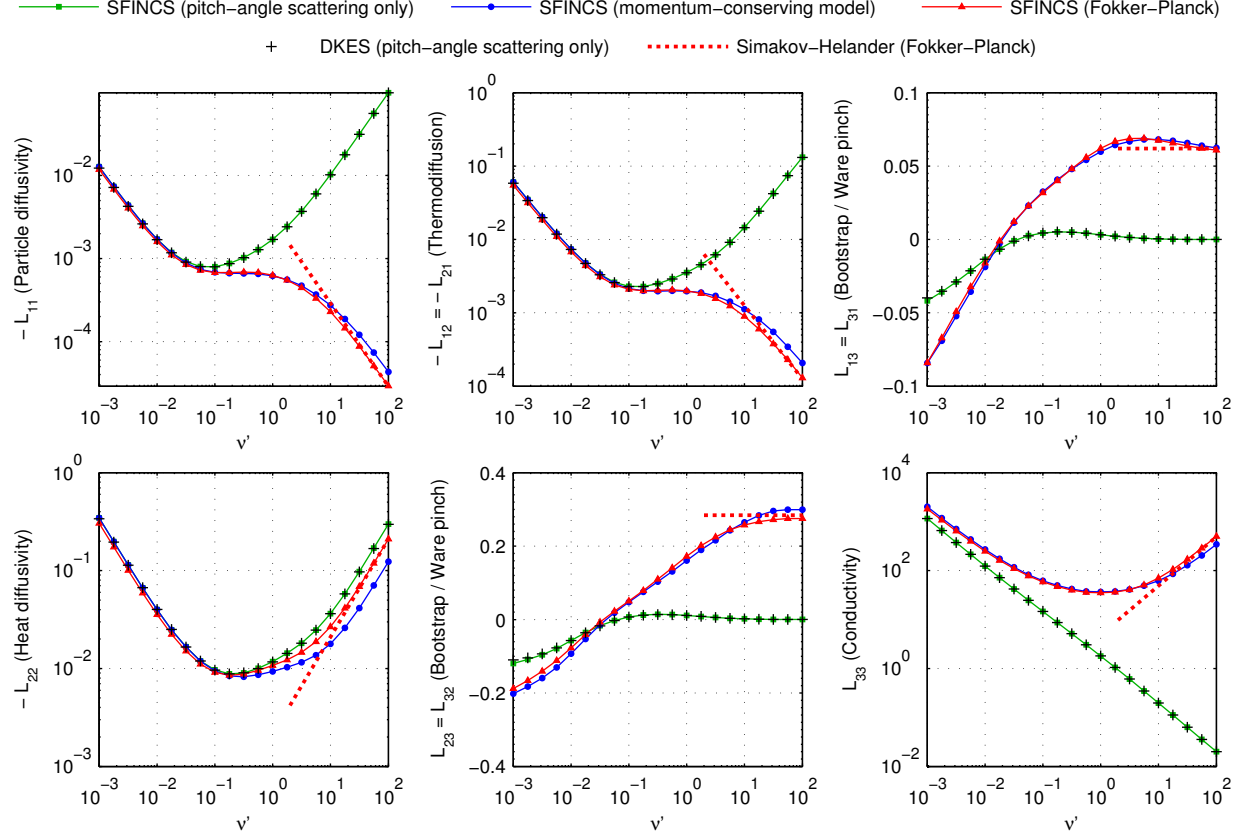 SFINCS (pitch−angle scattering only) SFINCS (momentum−conserving model) SFINCS (Fokker−Planck)
DKES (pitch−angle scattering only) Simakov−Helander (Fokker−Planck)
− L11 (Particle diffusivity)
10−2
10−3
10−4
10−3 10−2 10−1 100 101 102
ν'
− L12 = − L21 (Thermodiffusion)
100
10−1
10−2
10−3
10−4
10−3 10−2 10−1 100 101 102
ν'
L13 = L31 (Bootstrap / Ware pinch)
0.1
0.05
0
−0.05
−0.1
10−3 10−2 10−1 100 101 102
ν'
− L22 (Heat diffusivity)
100
10−1
10−2
10−3
10−3 10−2 10−1 100 101 102
ν'
L23 = L32 (Bootstrap / Ware pinch)
0.4
0.2
0
−0.2
−0.4
10−3 10−2 10−1 100 101 102
ν'
L33 (Conductivity)
104
102
100
10−2
10−3 10−2 10−1 100 101 102
ν'